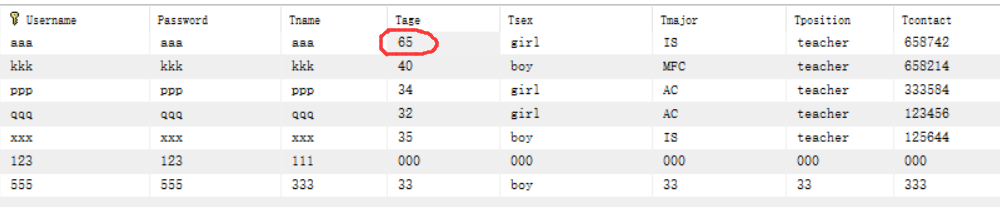 Username Password Tname Tage Tsex Tmajor Tposition Tcontact
aaa aaa aaa 65 girl IS teacher 658742
kkk kkk kkk 40 boy MFC teacher 658214
ppp ppp ppp 34 girl AC teacher 333584
qqq qqq qqq 32 girl AC teacher 123456
xxx xxx xxx 35 boy IS teacher 125644
123 123 111 000 000 000 000 000
555 555 333 33 boy 33 33 333